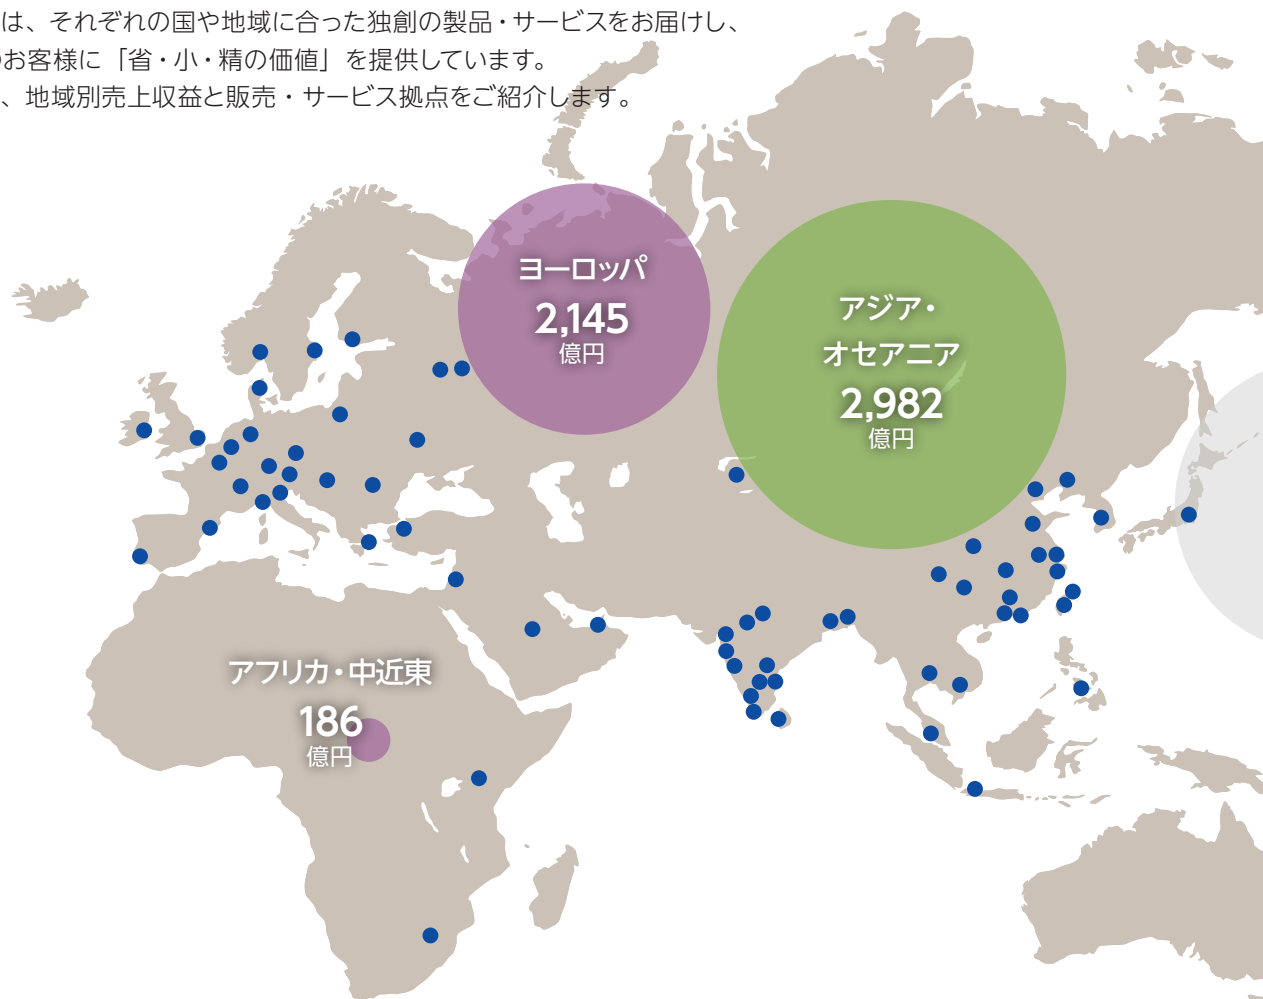 は、それぞれの国や地域に合った独創の製品・サービスをお届けし、
のお客様に「省・小・精の価値」を提供しています。
、地域別売上収益と販売・サービス拠点をご紹介します。
ヨーロッパ
2,145
億円
アジア・
オセアニア
2,982
億円
アフリカ・中近東
186
億円